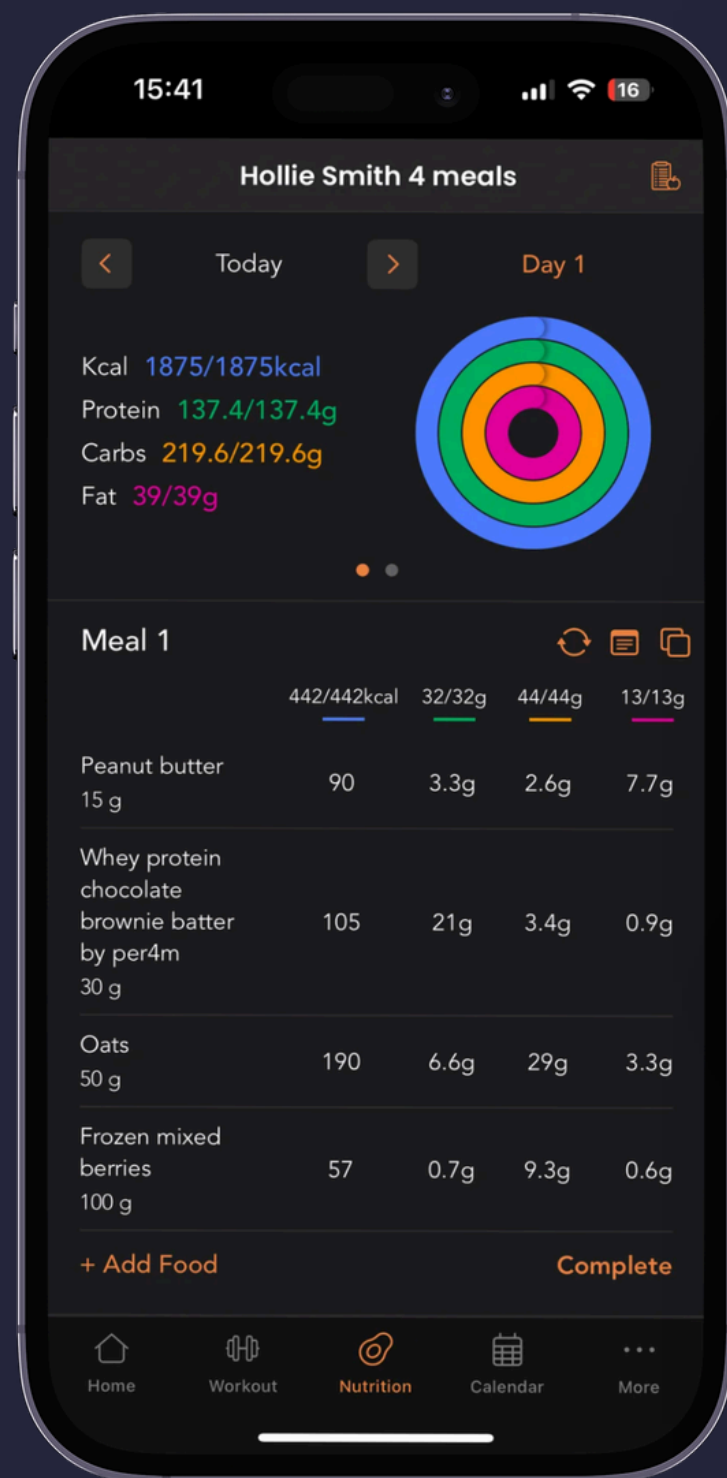 15:41
16
Hollie Smith 4 meals
Today
Day 1
Kcal 1875/1875kcal
Protein 137.4/137.4g
Carbs 219.6/219.6g
Fat 39/39g
Meal 1
442/442kcal 32/32g 44/44g 13/13g
Peanut butter
15 g
90 3.3g 2.6g 7.7g
Whey protein
chocolate
brownie batter
by per4m
30 g
105 21g 3.4g 0.9g
Oats
50 g
190 6.6g 29g 3.3g
Frozen mixed
berries
100 g
57 0.7g 9.3g 0.6g
+ Add Food
Complete
Home Workout Nutrition Calendar More